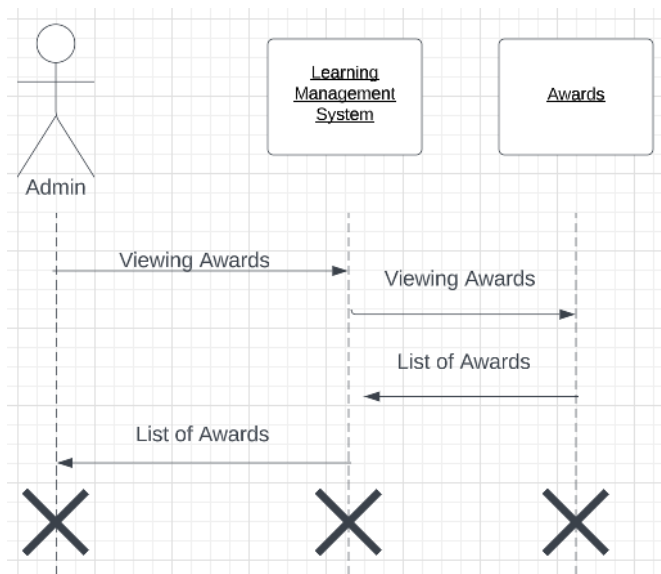 Learning
Management
System
Awards
Admin
Viewing Awards
Viewing Awards
List of Awards
List of Awards